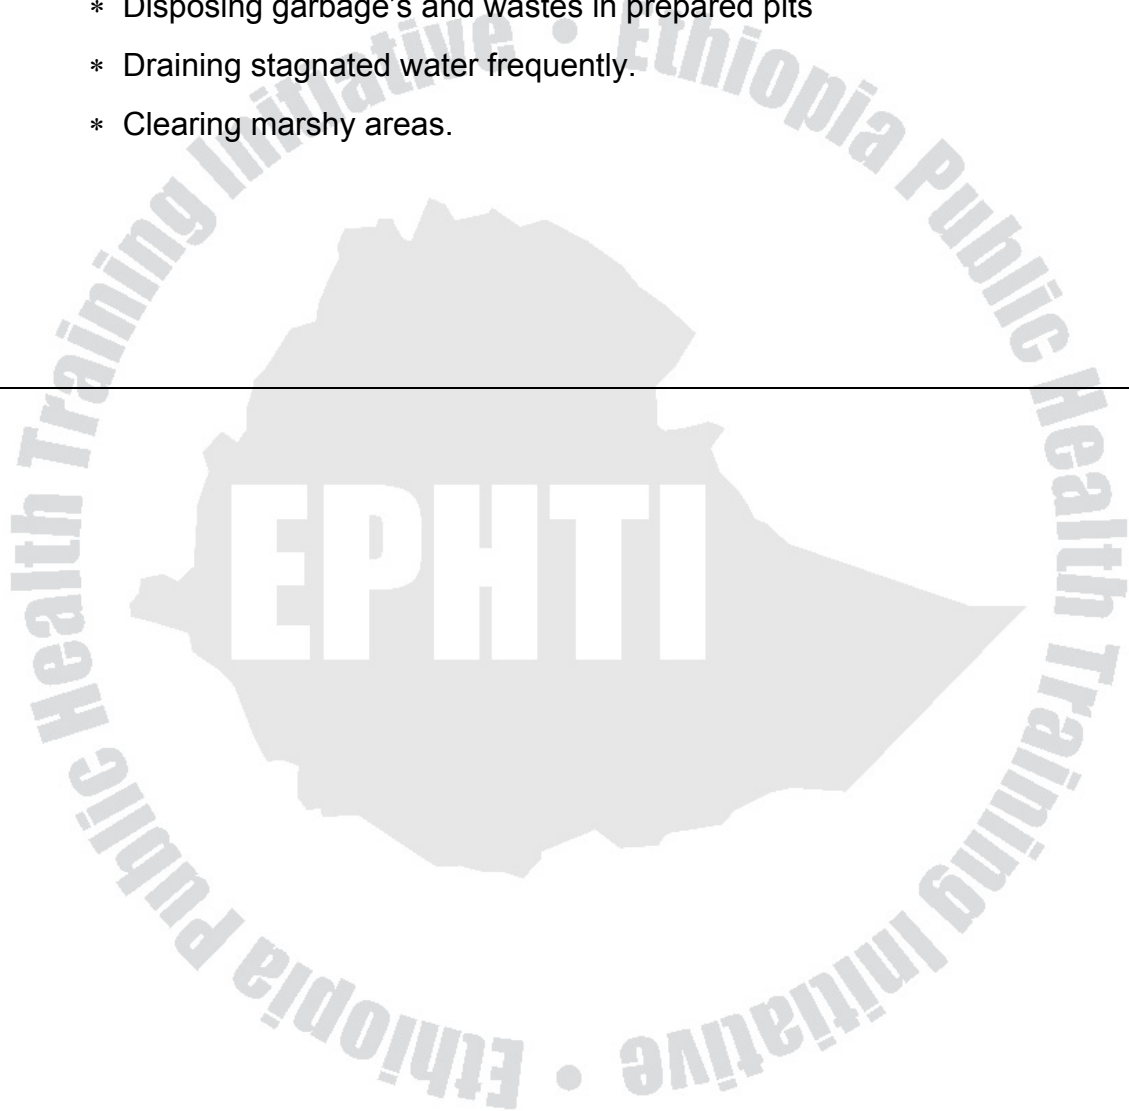 * Disposing garbage's and wastes in prepared pits
* Draining stagnated water frequently.
* Clearing marshy areas.
Ethiopia Public Health Training Initiative • Ethiopia Public Health Training Initiative •
EPHTI